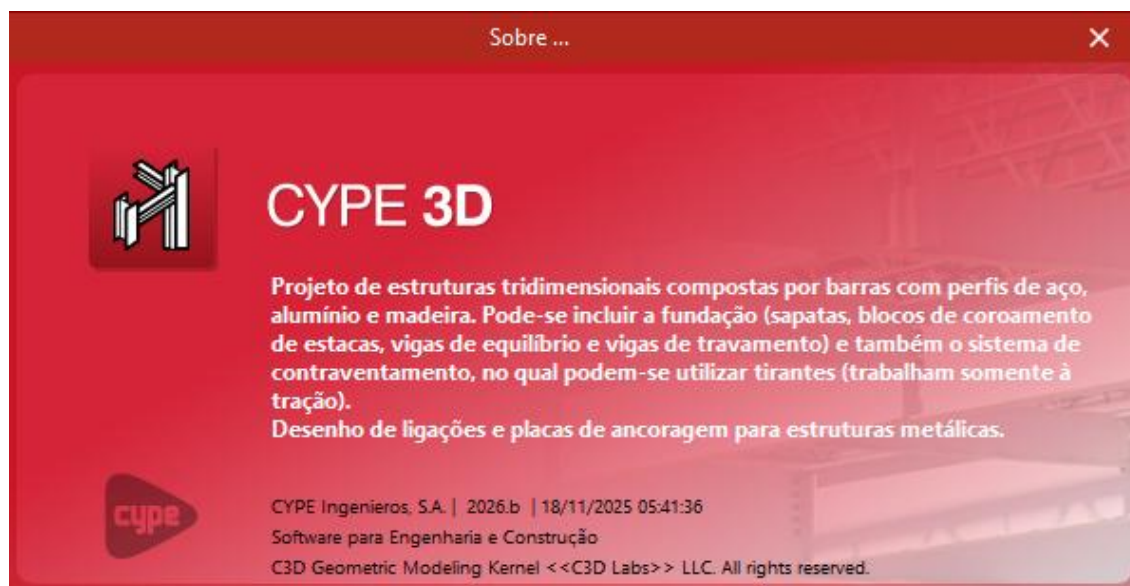 Sobre ...
CYPE 3D
Projeto de estruturas tridimensionais compostas por barras com perfis de aço,
alumínio e madeira. Pode-se incluir a fundação (sapatas, blocos de coroamento
de estacas, vigas de equilíbrio e vigas de travamento) e também o sistema de
contraventamento, no qual podem-se utilizar tirantes (trabalham somente à
tração).
Desenho de ligações e placas de ancoragem para estruturas metálicas.
cype
CYPE Ingenieros, S.A. | 2026.b | 18/11/2025 05:41:36
Software para Engenharia e Construção
C3D Geometric Modeling Kernel <<C3D Labs>> LLC. All rights reserved.